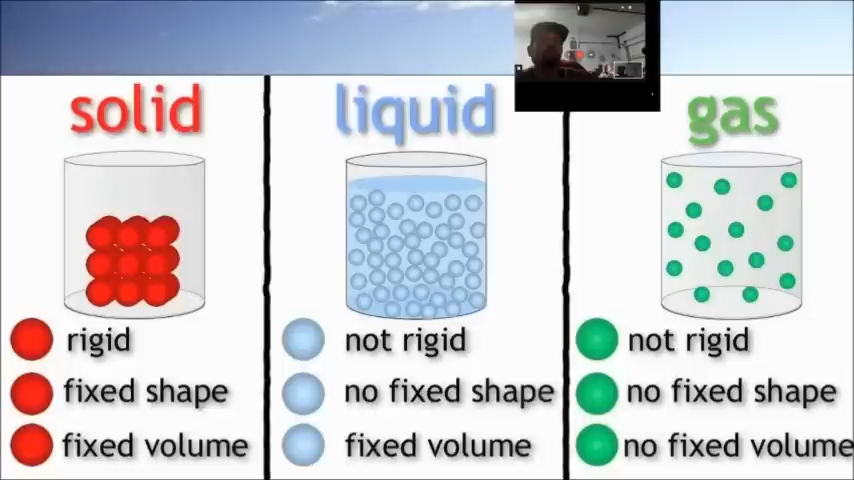 solid
liquid
gas
rigid
fixed shape
fixed volume
not rigid
no fixed shape
fixed volume
not rigid
no fixed shape
no fixed volume